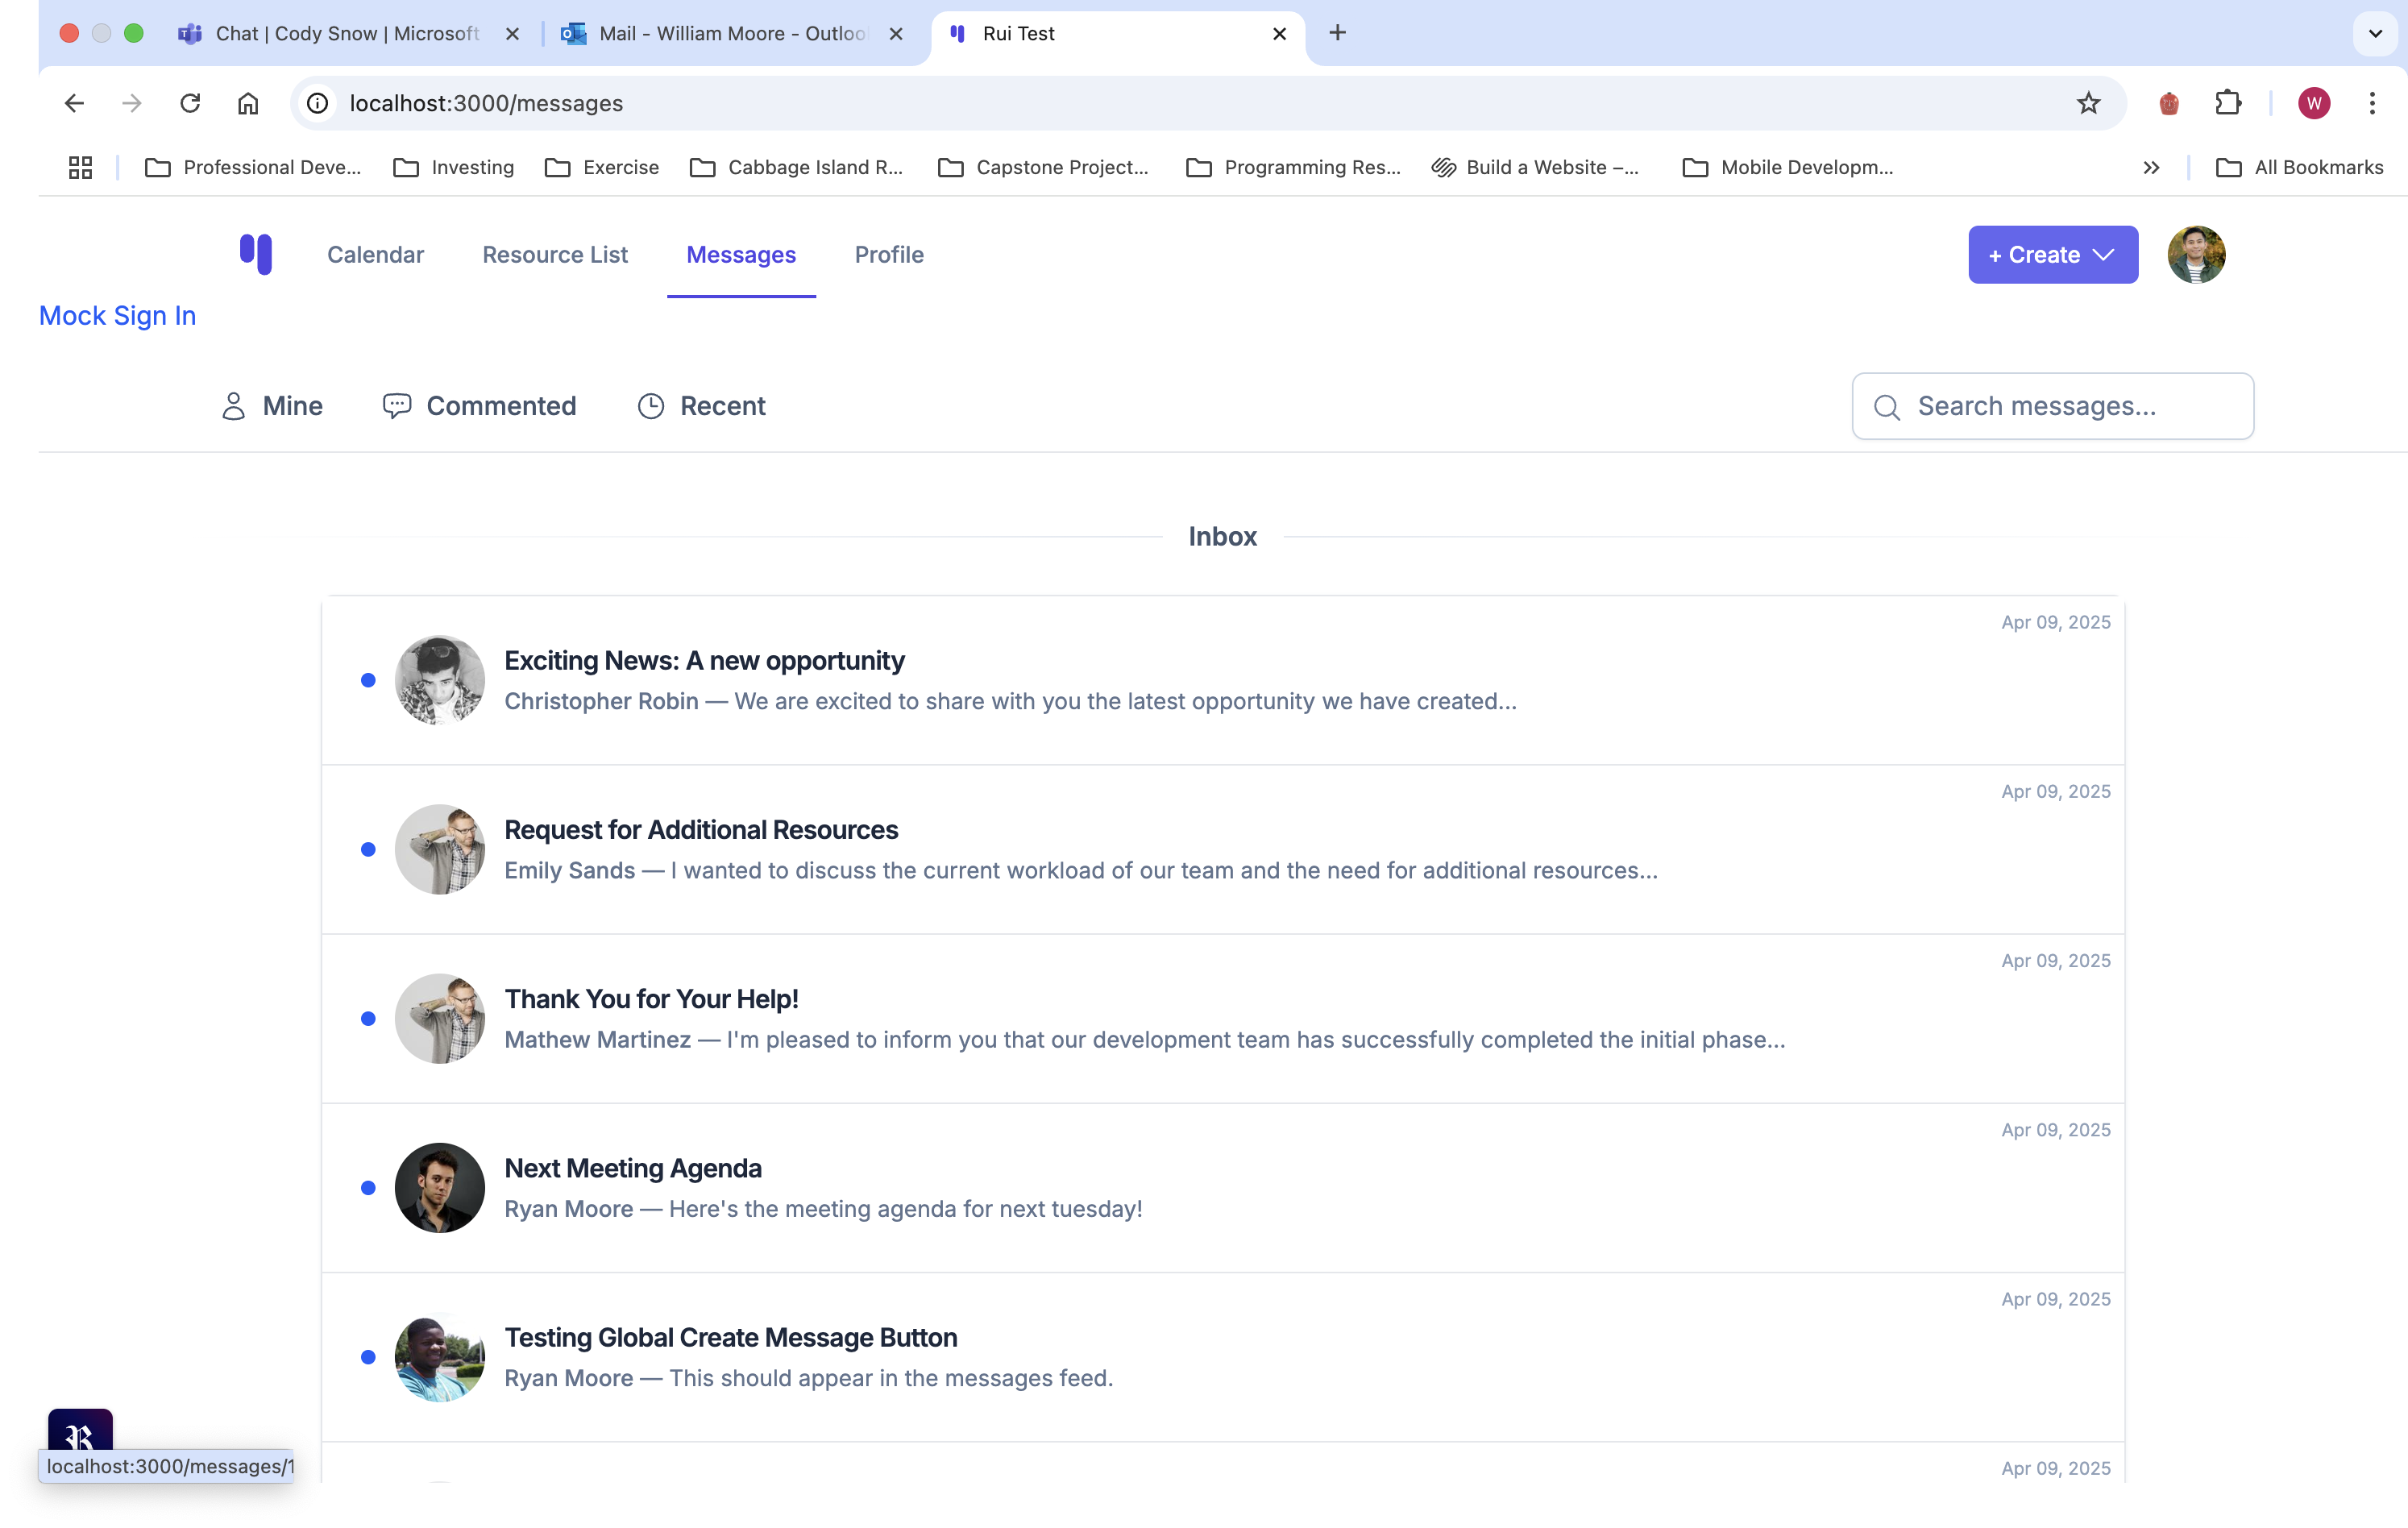 Chat | Cody Snow | Microsoft
Mail - William Moore - Outloo
Rui Test
localhost:3000/messages
W
Professional Deve...
Investing
Exercise
Cabbage Island R...
Capstone Project...
Programming Res...
Build a Website –...
Mobile Developm...
All Bookmarks
Calendar
Resource List
Messages
Profile
+ Create
Mock Sign In
Mine
Commented
Recent
Search messages...
Inbox
Apr 09, 2025
Exciting News: A new opportunity
Christopher Robin — We are excited to share with you the latest opportunity we have created...
Apr 09, 2025
Request for Additional Resources
Emily Sands — I wanted to discuss the current workload of our team and the need for additional resources...
Apr 09, 2025
Thank You for Your Help!
Mathew Martinez — I'm pleased to inform you that our development team has successfully completed the initial phase...
Apr 09, 2025
Next Meeting Agenda
Ryan Moore — Here's the meeting agenda for next tuesday!
Apr 09, 2025
Testing Global Create Message Button
Ryan Moore — This should appear in the messages feed.
R
localhost:3000/messages/1
Apr 09, 2025